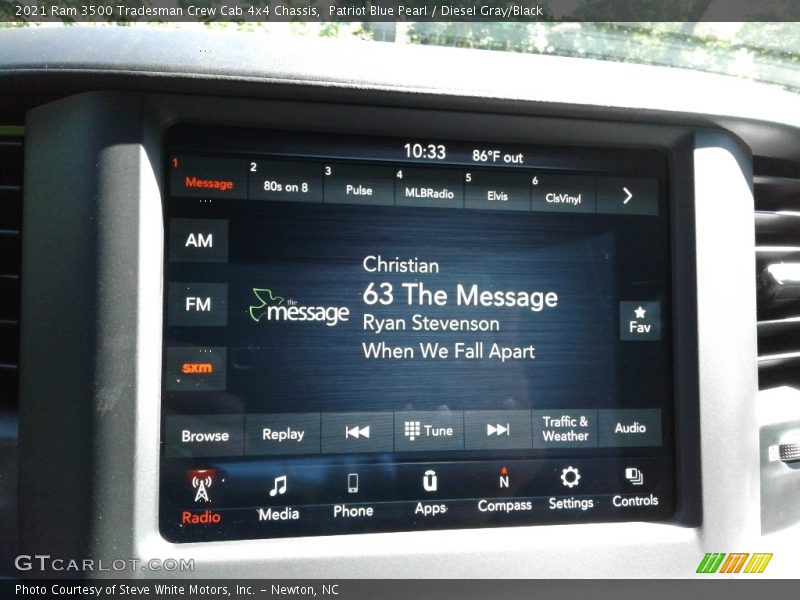 2021 Ram 3500 Tradesman Crew Cab 4x4 Chassis,  Patriot Blue Pearl / Diesel Gray/Black
10:33 86°F out
1 Message 2 80s on 8 3 Pulse 4 MLBRadio 5 Elvis 6 ClsVinyl
AM
FM
sxm
the message
Christian
63 The Message
Ryan Stevenson
When We Fall Apart
Fav
Browse Replay Tune Traffic & Weather Audio
Radio Media Phone Apps N Compass Settings Controls
GTCARLOT.COM
Photo Courtesy of Steve White Motors, Inc. – Newton, NC